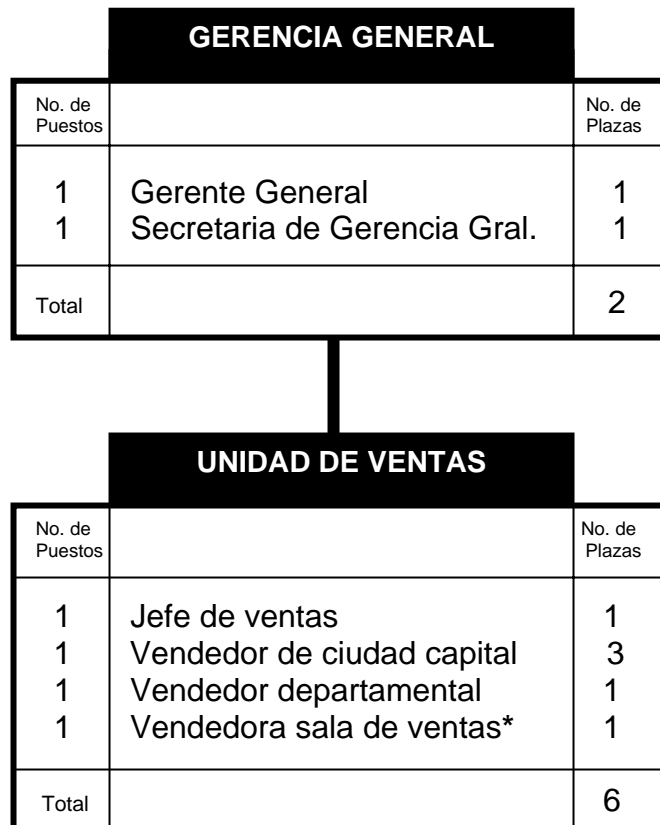 GERENCIA GENERAL
No. de Puestos No. de Plazas
1 Gerente General 1
1 Secretaria de Gerencia Gral. 1
Total 2
UNIDAD DE VENTAS
No. de Puestos No. de Plazas
1 Jefe de ventas 1
1 Vendedor de ciudad capital 3
1 Vendedor departamental 1
1 Vendedora sala de ventas* 1
Total 6